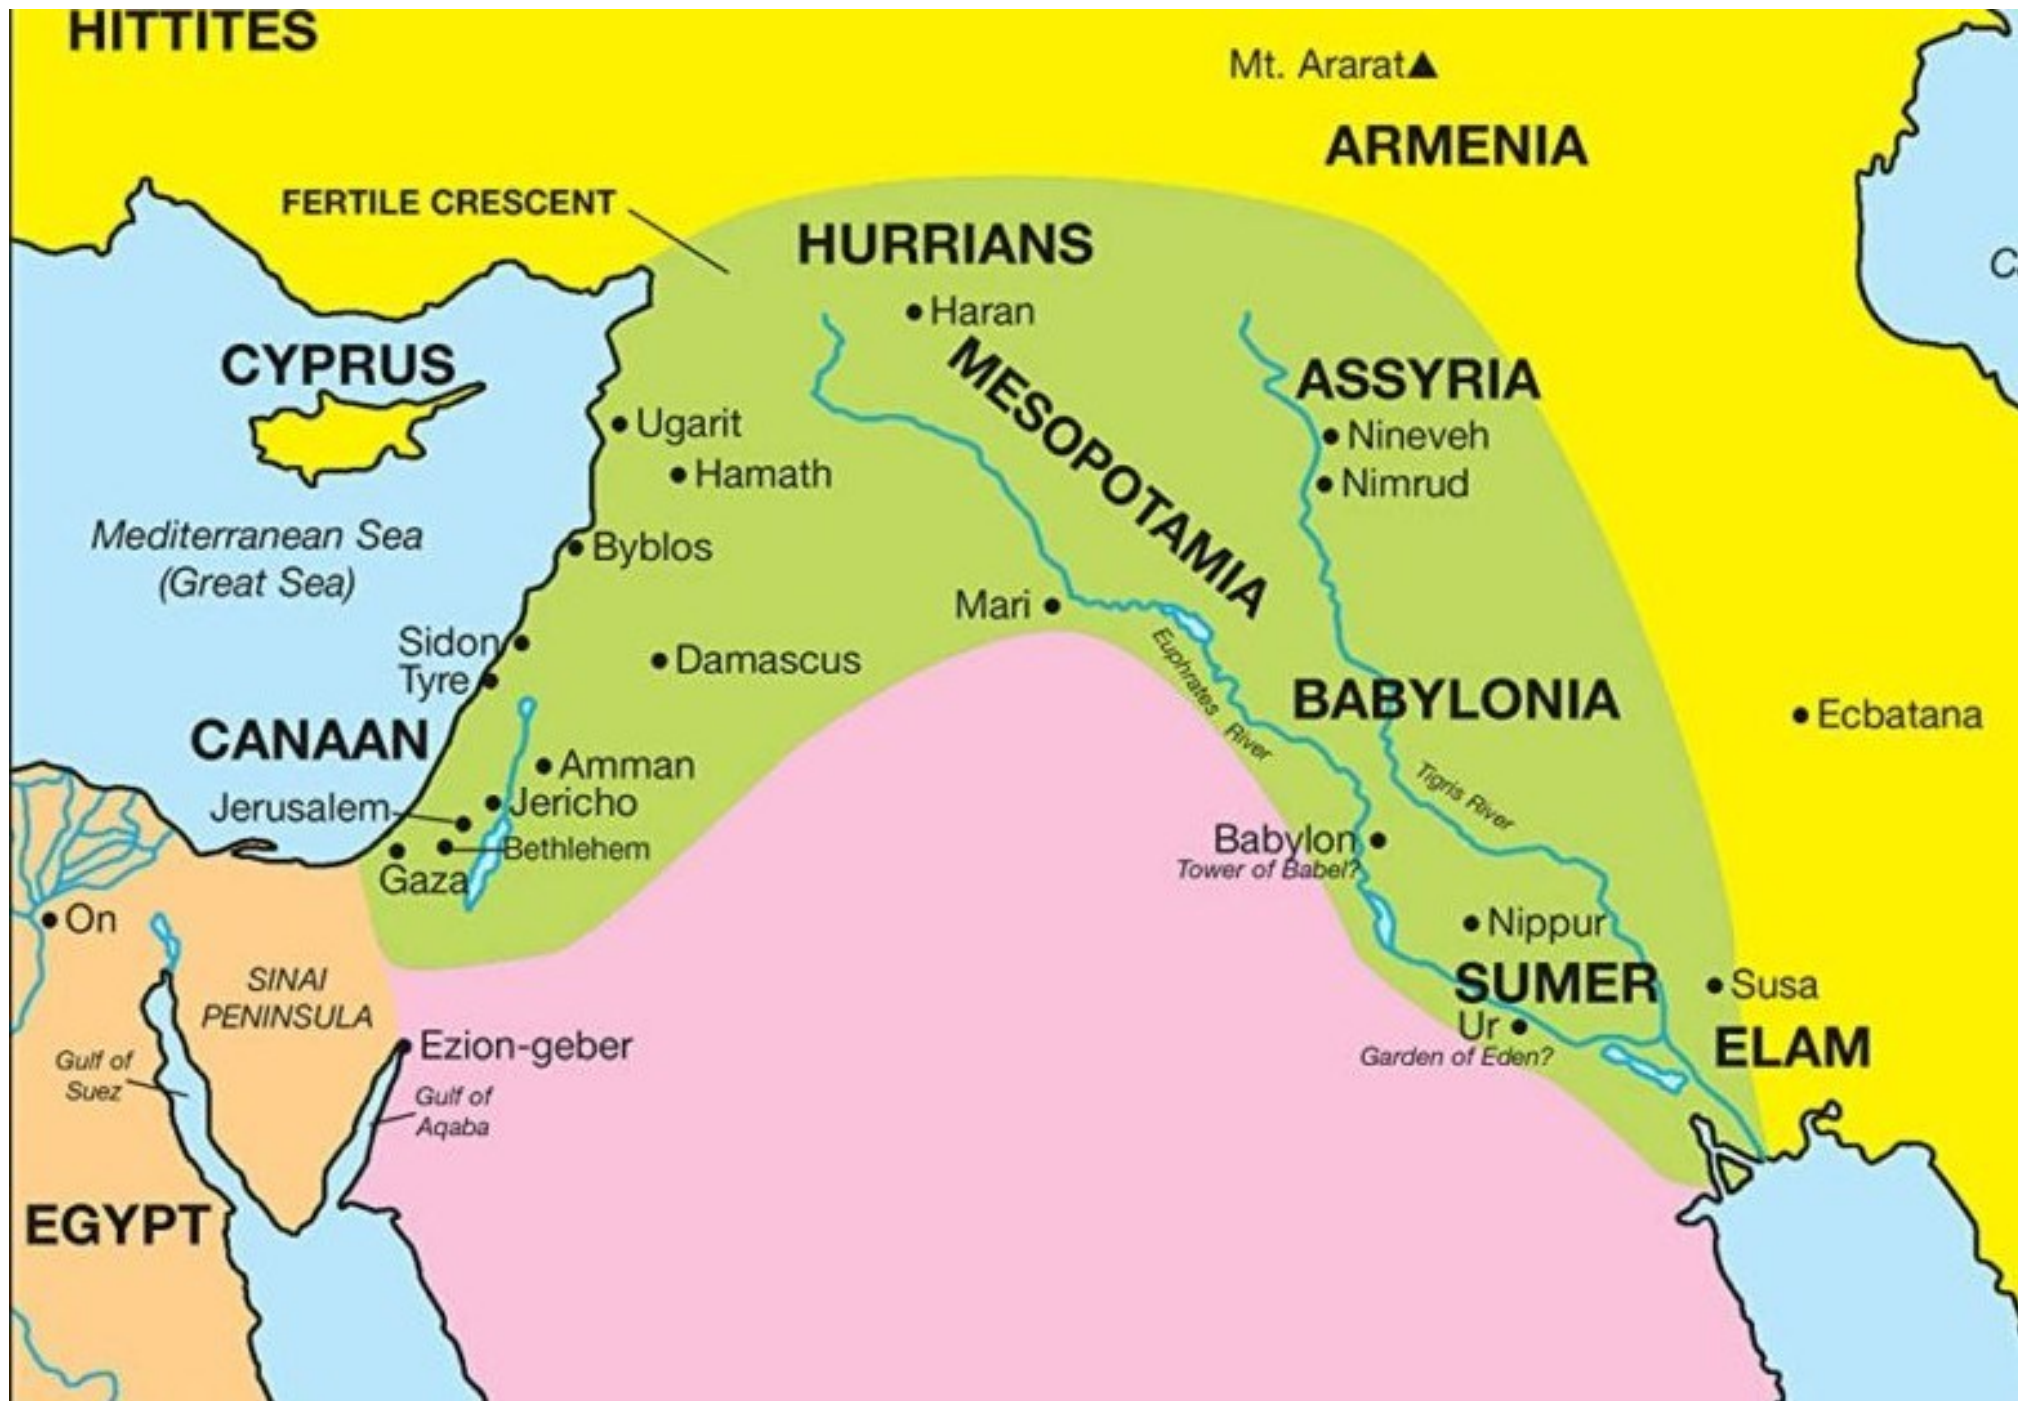 HITTITES
Mt. Ararat
ARMENIA
FERTILE CRESCENT
HURRIANS
Haran
MESOPOTAMIA
CYPRUS
ASSYRIA
Ugarit
Nineveh
Hamath
Nimrud
Mediterranean Sea
(Great Sea)
Byblos
Mari
Sidon
Tyre
Damascus
Euphrates River
BABYLONIA
Ecbatana
CANAAN
Amman
Tigris River
Jericho
Jerusalem
Bethlehem
Babylon
Tower of Babel?
Gaza
On
Nippur
SINAI
PENINSULA
SUMER
Susa
Ur
Garden of Eden?
ELAM
Ezion-geber
Gulf of
Suez
Gulf of
Aqaba
EGYPT